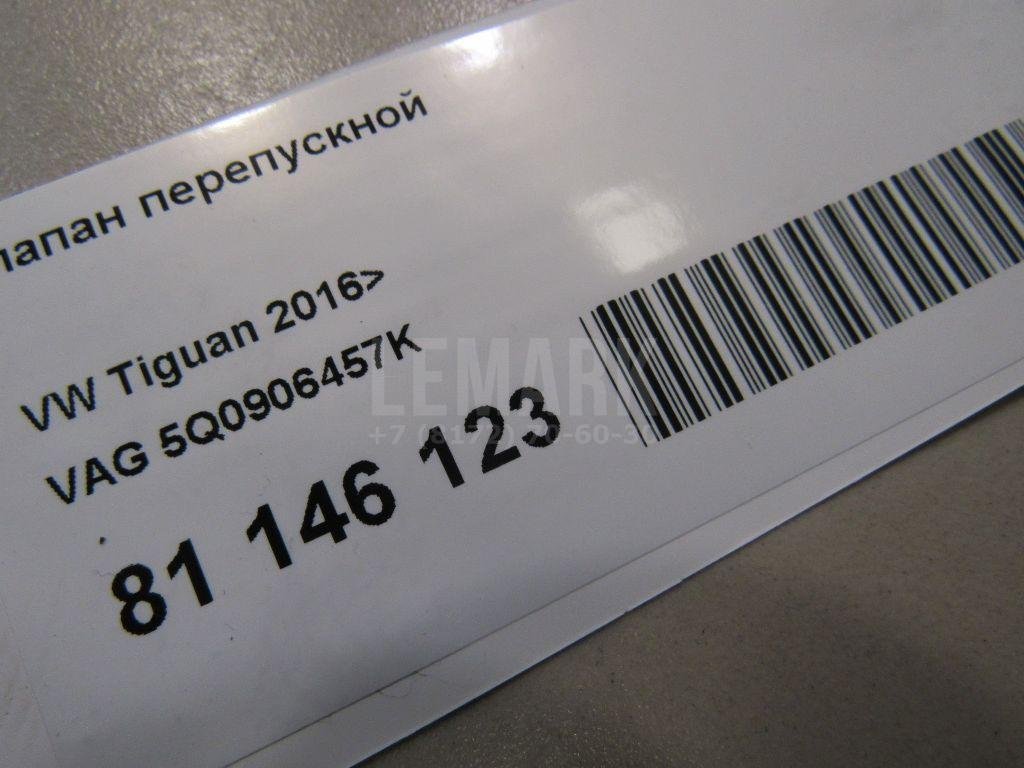 лапан перепускной
VW Tiguan 2016>
VAG 5Q0906457K
81 146 123
LEMARK